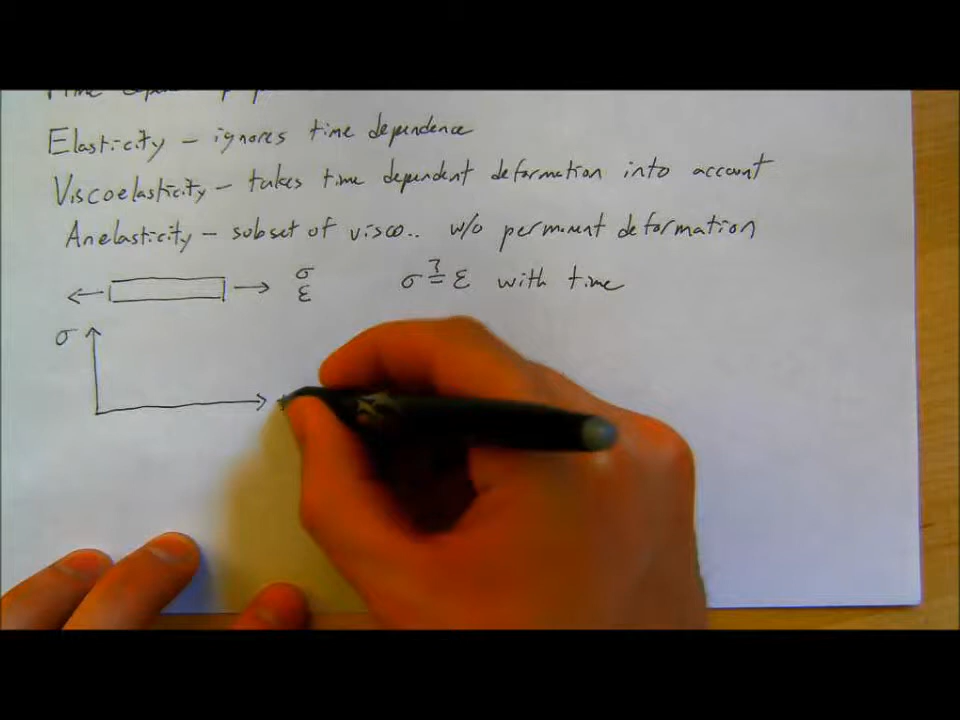 Time
Elasticity - ignores time dependence
Viscoelasticity - takes time dependent deformation into account
Anelasticity - subset of visco.. w/o permanent deformation
σ
ε
σ ?= ε with time
σ